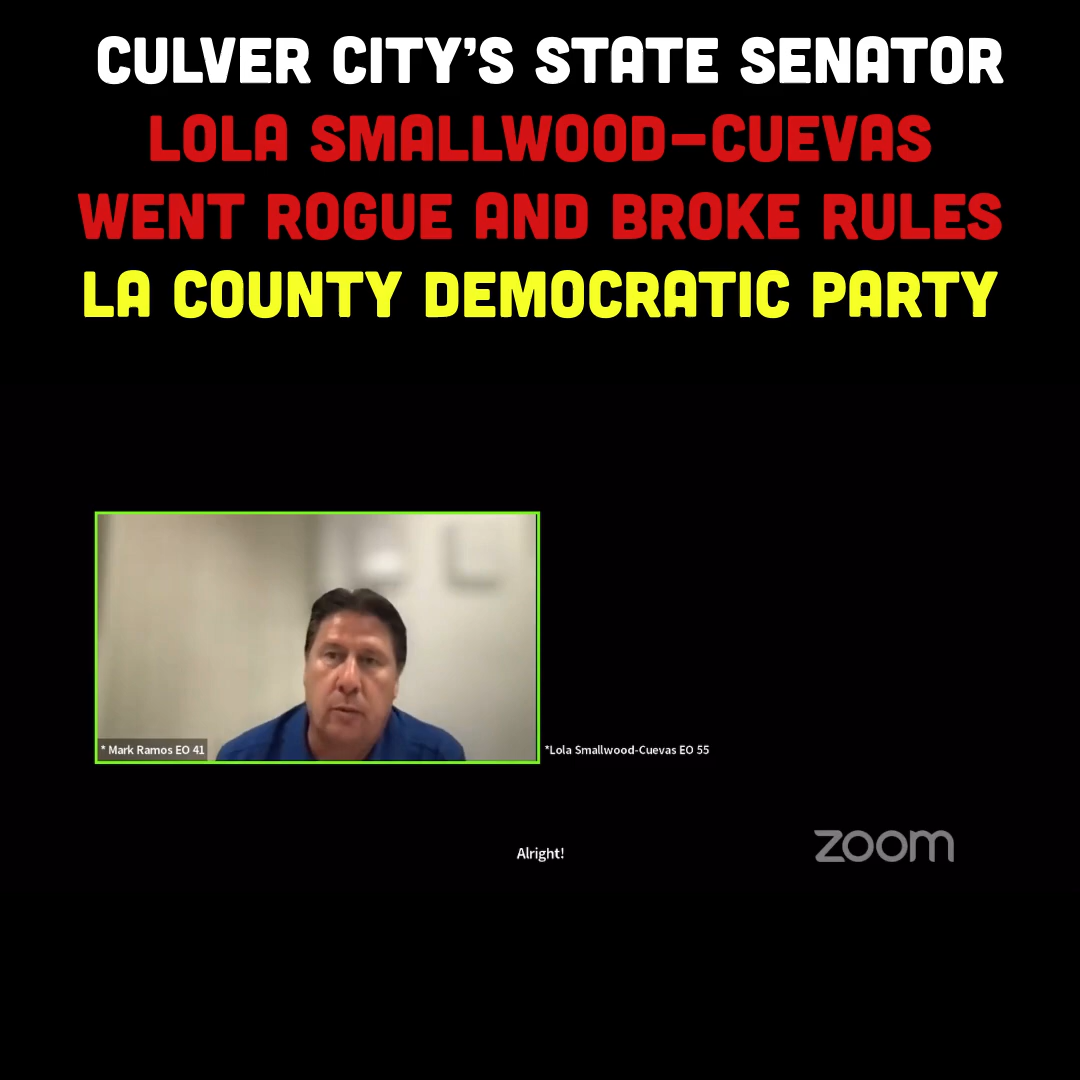 CULVER CITY'S STATE SENATOR
LOLA SMALLWOOD-CUEVAS
WENT ROGUE AND BROKE RULES
LA COUNTY DEMOCRATIC PARTY
* Mark Ramos EO 41
*Lola Smallwood-Cuevas EO 55
Alright!
zoom